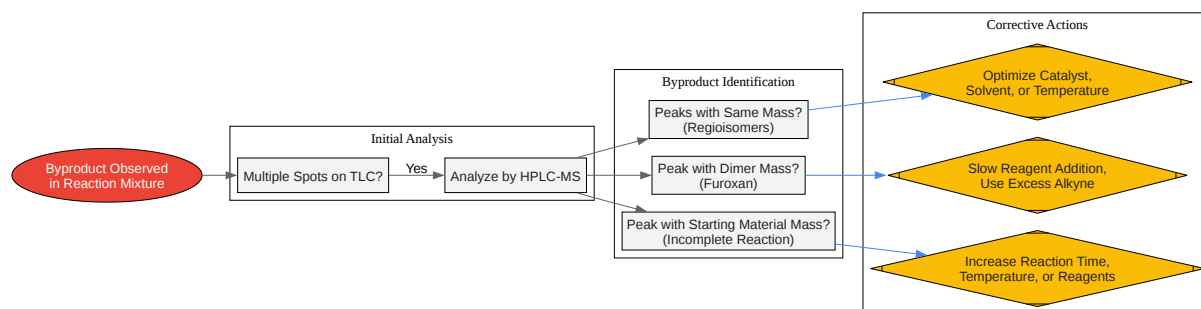 Byproduct Observed
in Reaction Mixture
Initial Analysis
Multiple Spots on TLC?
Yes
Analyze by HPLC-MS
Byproduct Identification
Peaks with Same Mass?
(Regioisomers)
Peak with Dimer Mass?
(Furoxan)
Peak with Starting Material Mass?
(Incomplete Reaction)
Corrective Actions
Optimize Catalyst,
Solvent, or Temperature
Slow Reagent Addition,
Use Excess Alkyne
Increase Reaction Time,
Temperature, or Reagents